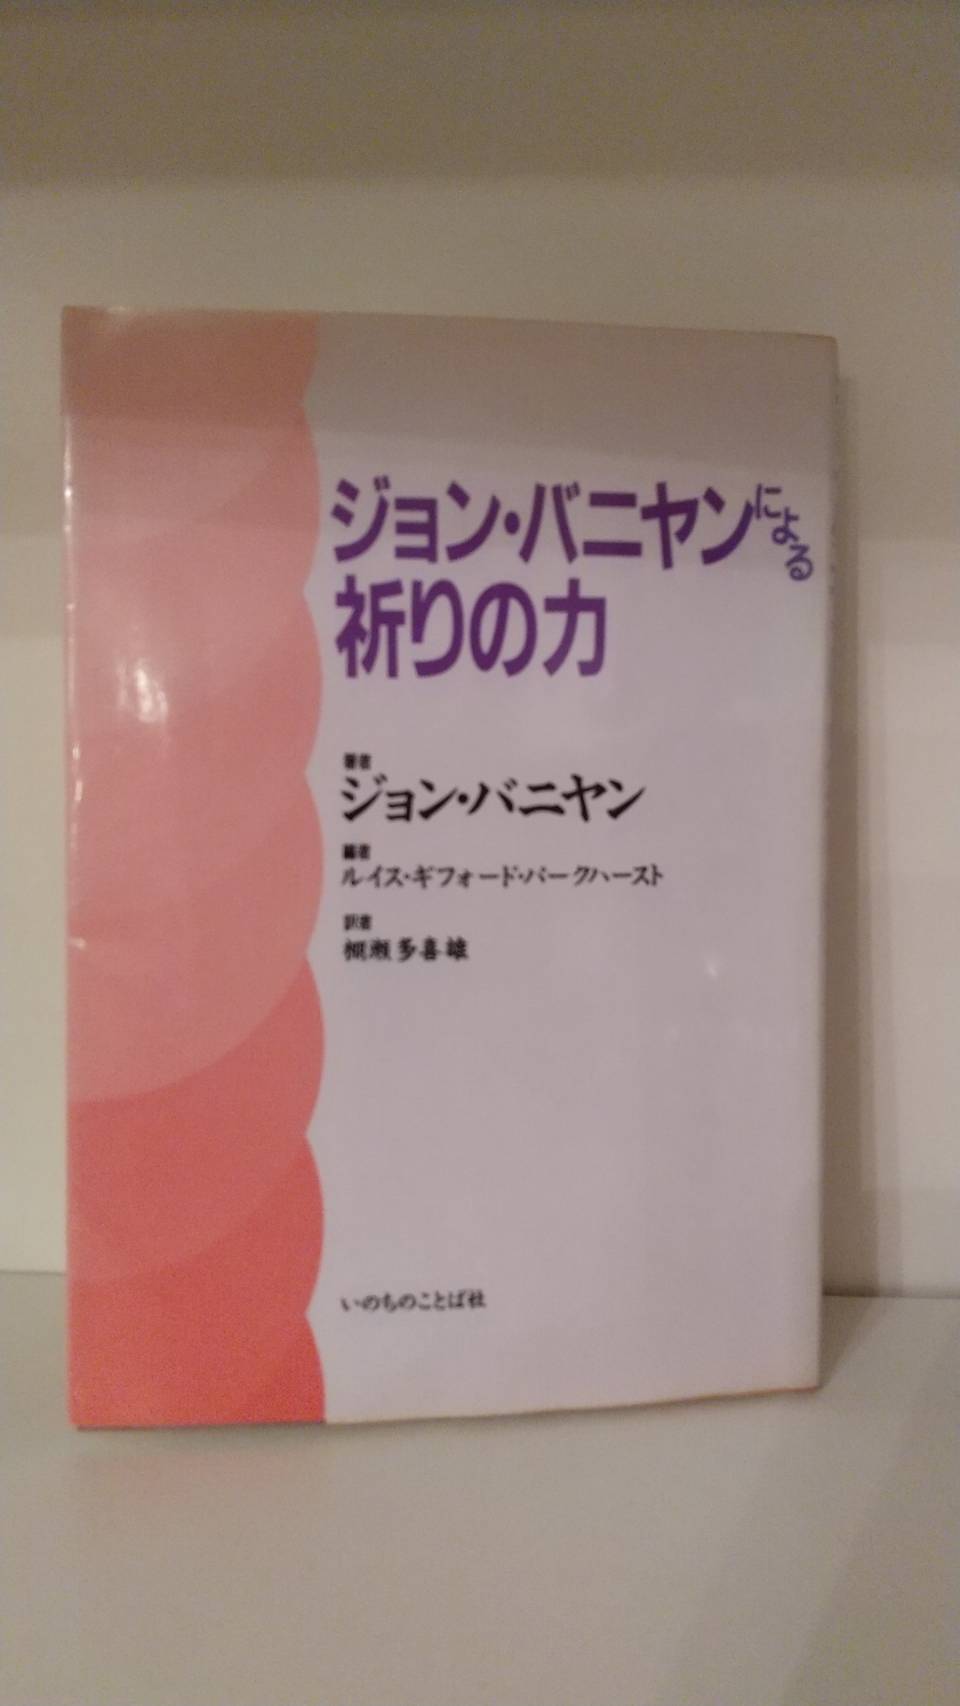 ジョン・バニヤンによる
祈りの力
著者
ジョン・バニヤン
編者
ルイス・ギフォード・パークハースト
訳者
棚瀬多喜雄
いのちのことば社